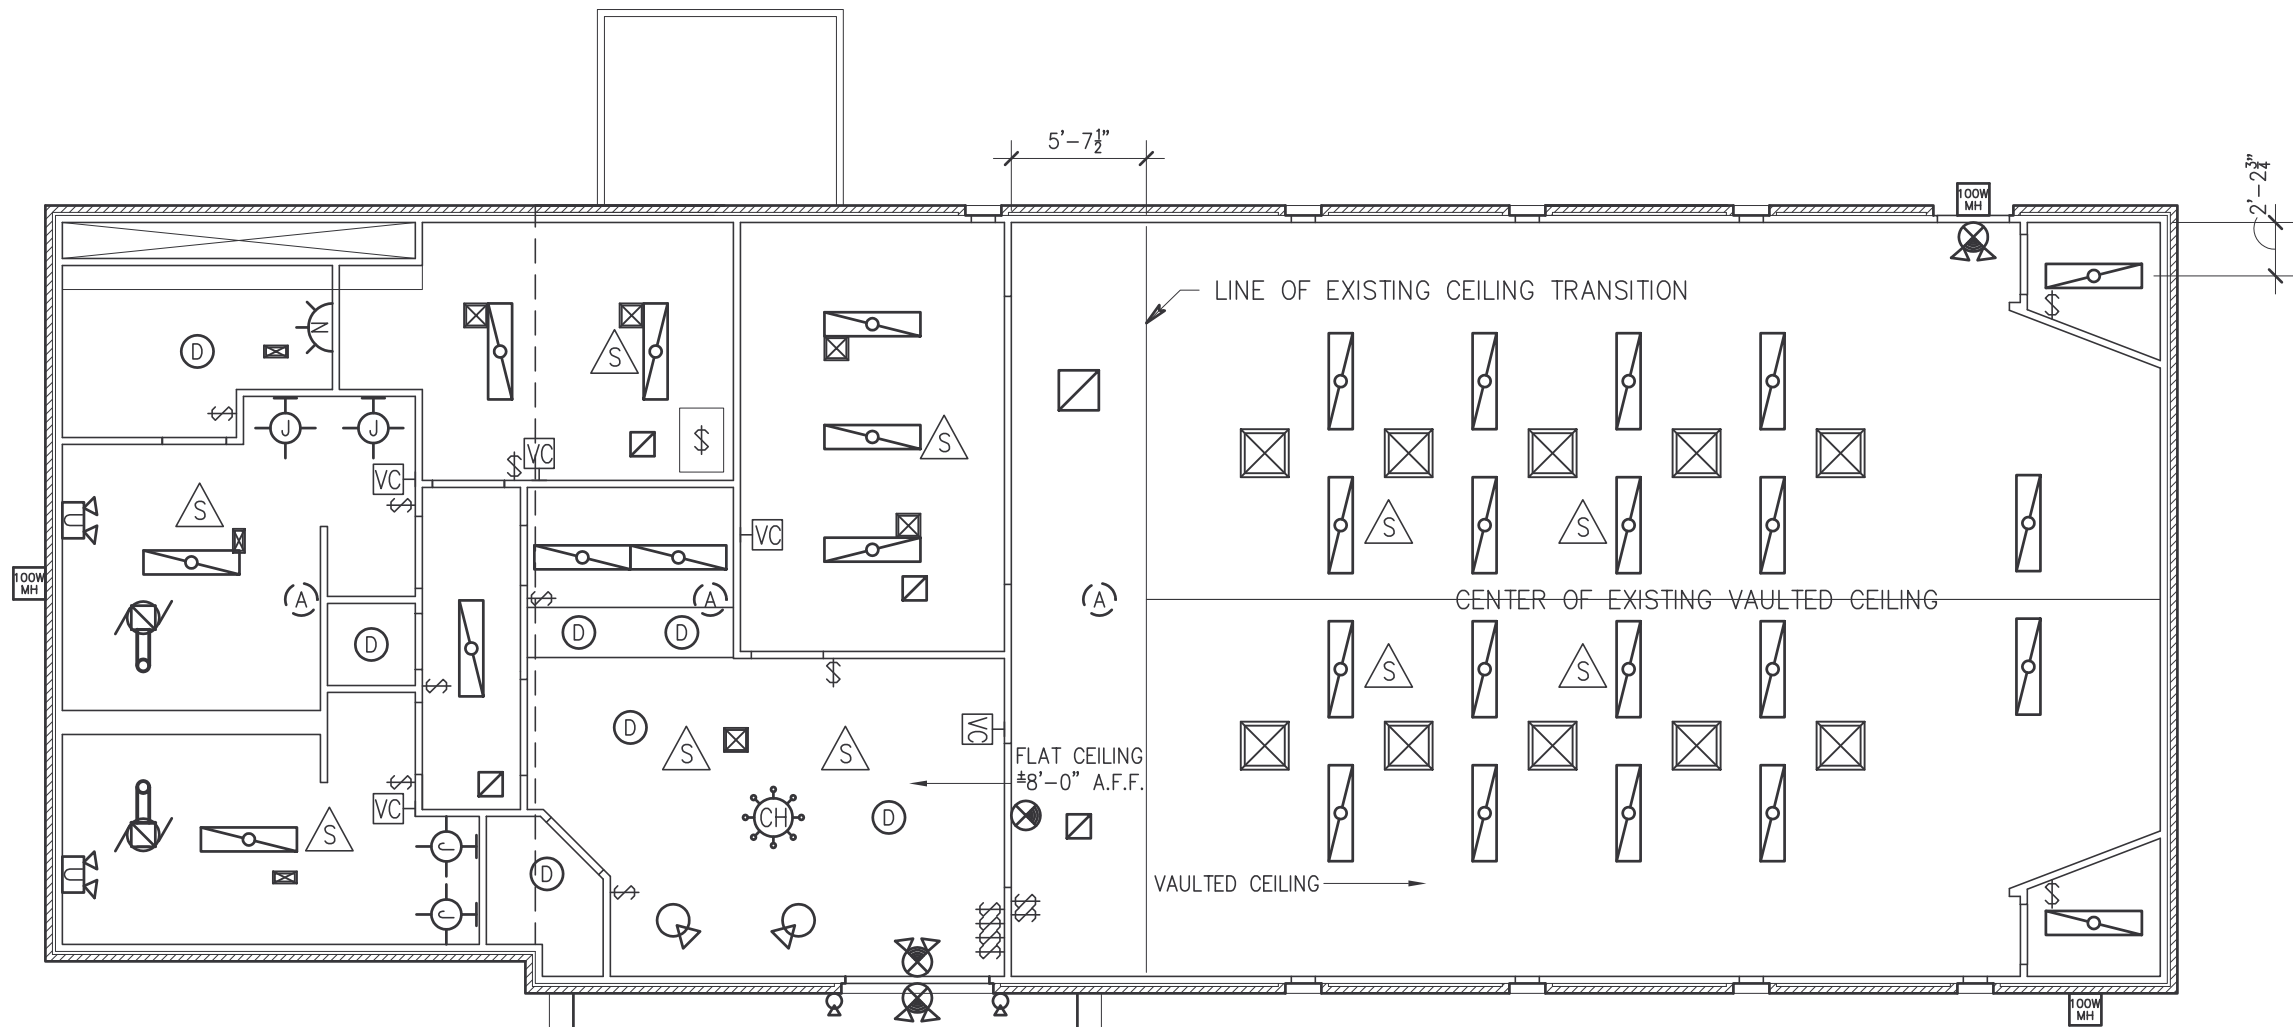 5'-7½"
2'-2¾"
100W
MH
LINE OF EXISTING CEILING TRANSITION
N
D
S
$
J J
VC
VC
S
$
S
$
$
VC
S
S S
U
100W
MH
A
$
A
A
CENTER OF EXISTING VAULTED CEILING
D D
D
$
$
S S
D
S S
VC
FLAT CEILING
±8'-0" A.F.F.
$
VC
CH
D
S
J
U
D
$
VAULTED CEILING
$
$
$
J
$
$
$
$
100W
MH